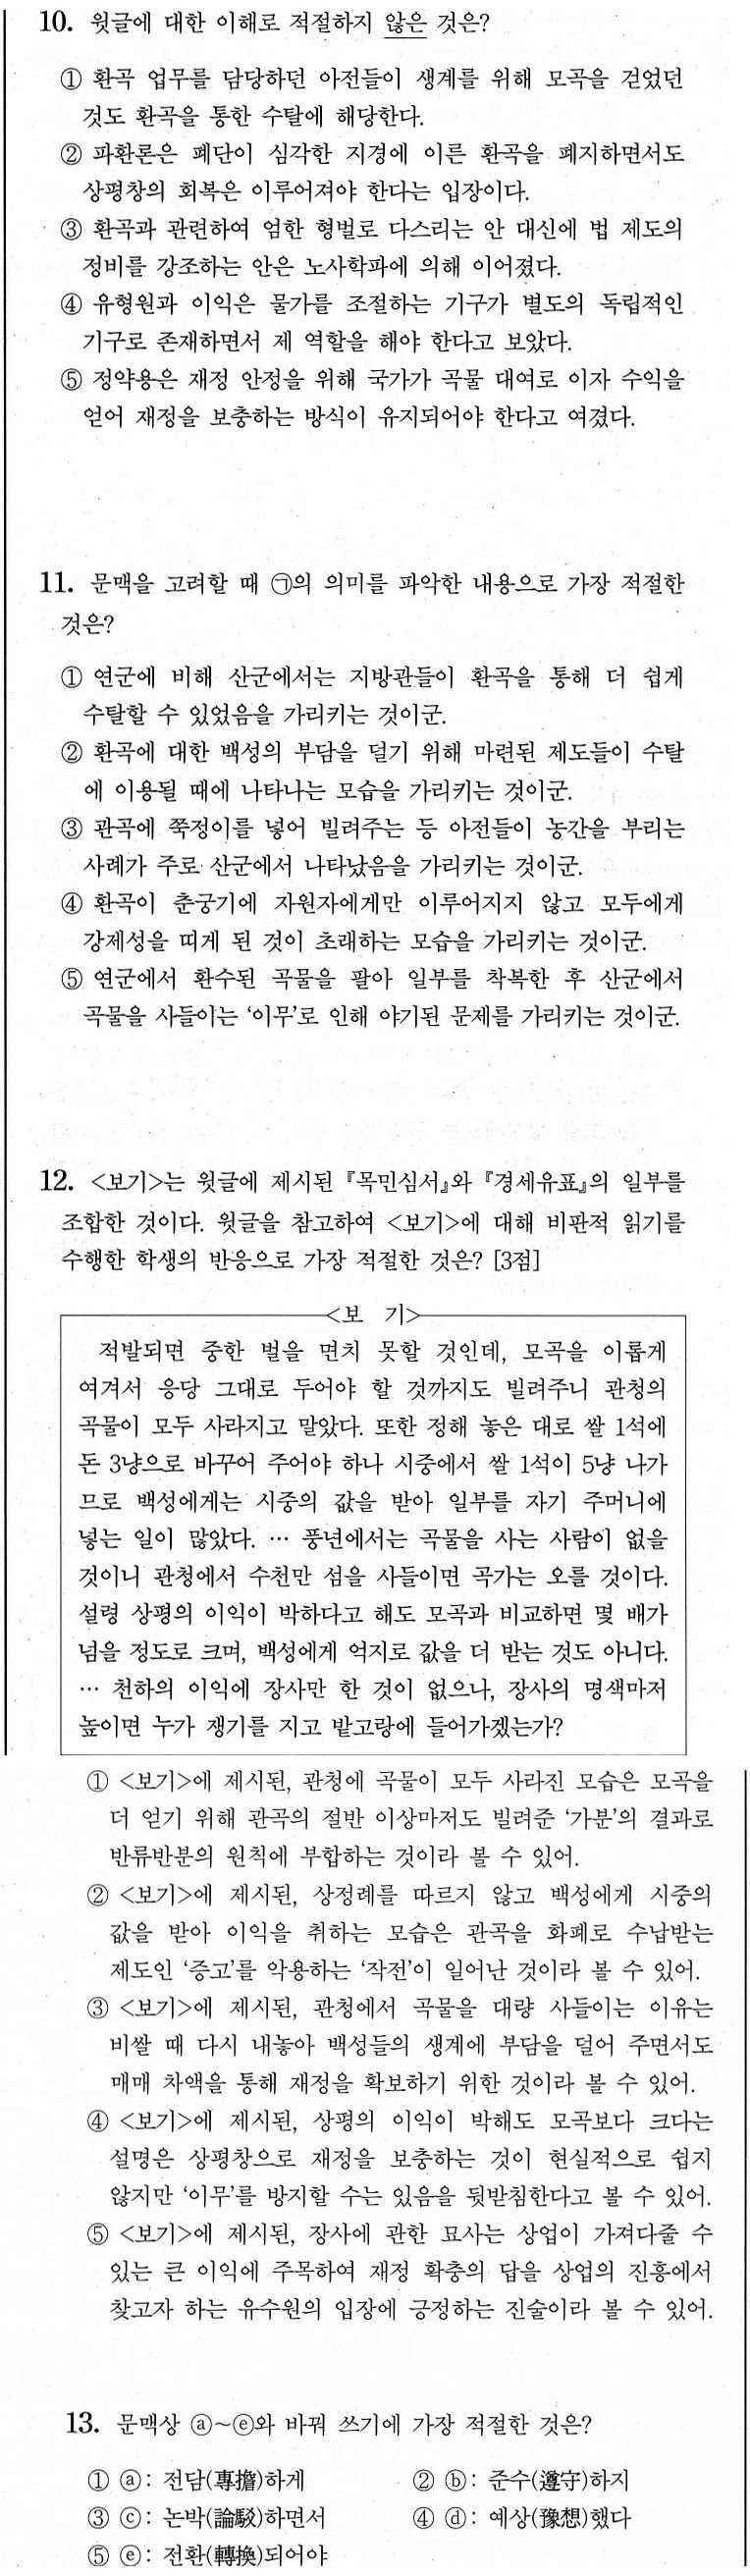 10. 윗글에 대한 이해로 적절하지 않은 것은?
① 환곡 업무를 담당하던 아전들이 생계를 위해 모곡을 걷었던
것도 환곡을 통한 수탈에 해당한다.
② 파환론은 폐단이 심각한 지경에 이른 환곡을 폐지하면서도
상평창의 회복은 이루어져야 한다는 입장이다.
③ 환곡과 관련하여 엄한 형벌로 다스리는 안 대신에 법 제도의
정비를 강조하는 안은 노사학파에 의해 이어졌다.
④ 유형원과 이익은 물가를 조절하는 기구가 별도의 독립적인
기구로 존재하면서 제 역할을 해야 한다고 보았다.
⑤ 정약용은 재정 안정을 위해 국가가 곡물 대여로 이자 수익을
얻어 재정을 보충하는 방식이 유지되어야 한다고 여겼다.
11. 문맥을 고려할 때 ㉠의 의미를 파악한 내용으로 가장 적절한
것은?
① 연군에 비해 산군에서는 지방관들이 환곡을 통해 더 쉽게
수탈할 수 있었음을 가리키는 것이군.
② 환곡에 대한 백성의 부담을 덜기 위해 마련된 제도들이 수탈
에 이용될 때에 나타나는 모습을 가리키는 것이군.
③ 관곡에 쭉정이를 넣어 빌려주는 등 아전들이 농간을 부리는
사례가 주로 산군에서 나타났음을 가리키는 것이군.
④ 환곡이 춘궁기에 자원자에게만 이루어지지 않고 모두에게
강제성을 띠게 된 것이 초래하는 모습을 가리키는 것이군.
⑤ 연군에서 환수된 곡물을 팔아 일부를 착복한 후 산군에서
곡물을 사들이는 ‘이무’로 인해 야기된 문제를 가리키는 것이군.
12. <보기>는 윗글에 제시된 『목민심서』와 『경세유표』의 일부를
조합한 것이다. 윗글을 참고하여 <보기>에 대해 비판적 읽기를
수행한 학생의 반응으로 가장 적절한 것은? [3점]
<보 기>
적발되면 중한 벌을 면치 못할 것인데, 모곡을 이롭게
여겨서 응당 그대로 두어야 할 것까지도 빌려주니 관청의
곡물이 모두 사라지고 말았다. 또한 정해 놓은 대로 쌀 1석에
돈 3냥으로 바꾸어 주어야 하나 시중에서 쌀 1석이 5냥 나가
므로 백성에게는 시중의 값을 받아 일부를 자기 주머니에
넣는 일이 많았다. … 풍년에서는 곡물을 사는 사람이 없을
것이니 관청에서 수천만 섬을 사들이면 곡가는 오를 것이다.
설령 상평의 이익이 박하다고 해도 모곡과 비교하면 몇 배가
넘을 정도로 크며, 백성에게 억지로 값을 더 받는 것도 아니다.
… 천하의 이익에 장사만 한 것이 없으나, 장사의 명색마저
높이면 누가 쟁기를 지고 밭고랑에 들어가겠는가?
① <보기>에 제시된, 관청에 곡물이 모두 사라진 모습은 모곡을
더 얻기 위해 관곡의 절반 이상마저도 빌려준 ‘가분’의 결과로
반류반분의 원칙에 부합하는 것이라 볼 수 있어.
② <보기>에 제시된, 상정례를 따르지 않고 백성에게 시중의
값을 받아 이익을 취하는 모습은 관곡을 화폐로 수납받는
제도인 ‘증고’를 악용하는 ‘작전’이 일어난 것이라 볼 수 있어.
③ <보기>에 제시된, 관청에서 곡물을 대량 사들이는 이유는
비쌀 때 다시 내놓아 백성들의 생계에 부담을 덜어 주면서도
매매 차액을 통해 재정을 확보하기 위한 것이라 볼 수 있어.
④ <보기>에 제시된, 상평의 이익이 박해도 모곡보다 크다는
설명은 상평창으로 재정을 보충하는 것이 현실적으로 쉽지
않지만 ‘이무’를 방지할 수는 있음을 뒷받침한다고 볼 수 있어.
⑤ <보기>에 제시된, 장사에 관한 묘사는 상업이 가져다줄 수
있는 큰 이익에 주목하여 재정 확충의 답을 상업의 진흥에서
찾고자 하는 유수원의 입장에 긍정하는 진술이라 볼 수 있어.
13. 문맥상 ⓐ~ⓔ와 바꿔 쓰기에 가장 적절한 것은?
① ⓐ: 전담(專擔)하게 ② ⓑ: 준수(遵守)하지
③ ⓒ: 논박(論駁)하면서 ④ ⓓ: 예상(豫想)했다
⑤ ⓔ: 전환(轉換)되어야